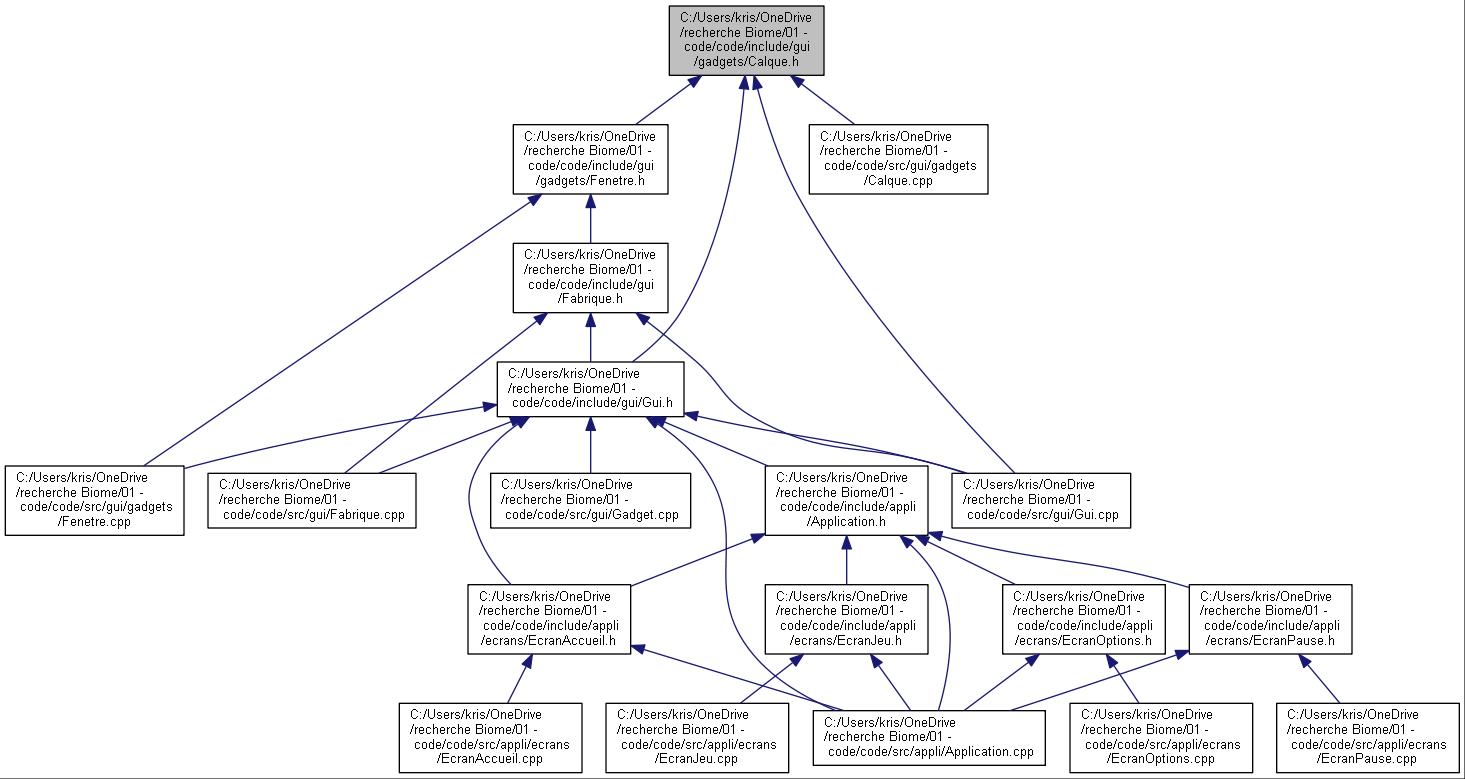 C:/Users/kris/OneDrive
/recherche Biome/01 -
code/code/include/gui
/gadgets/Calque.h
C:/Users/kris/OneDrive
/recherche Biome/01 -
code/code/include/gui
/gadgets/Fenetre.h
C:/Users/kris/OneDrive
/recherche Biome/01 -
code/code/src/gui/gadgets
/Calque.cpp
C:/Users/kris/OneDrive
/recherche Biome/01 -
code/code/include/gui
/Fabrique.h
C:/Users/kris/OneDrive
/recherche Biome/01 -
code/code/include/gui/Gui.h
C:/Users/kris/OneDrive
/recherche Biome/01 -
code/code/src/gui/gadgets
/Fenetre.cpp
C:/Users/kris/OneDrive
/recherche Biome/01 -
code/code/src/gui/Fabrique.cpp
C:/Users/kris/OneDrive
/recherche Biome/01 -
code/code/src/gui/Gadget.cpp
C:/Users/kris/OneDrive
/recherche Biome/01 -
code/code/include/appli
/Application.h
C:/Users/kris/OneDrive
/recherche Biome/01 -
code/code/src/gui/Gui.cpp
C:/Users/kris/OneDrive
/recherche Biome/01 -
code/code/include/appli
/ecrans/EcranAccueil.h
C:/Users/kris/OneDrive
/recherche Biome/01 -
code/code/include/appli
/ecrans/EcranJeu.h
C:/Users/kris/OneDrive
/recherche Biome/01 -
code/code/include/appli
/ecrans/EcranOptions.h
C:/Users/kris/OneDrive
/recherche Biome/01 -
code/code/include/appli
/ecrans/EcranPause.h
C:/Users/kris/OneDrive
/recherche Biome/01 -
code/code/src/appli/ecrans
/EcranAccueil.cpp
C:/Users/kris/OneDrive
/recherche Biome/01 -
code/code/src/appli/ecrans
/EcranJeu.cpp
C:/Users/kris/OneDrive
/recherche Biome/01 -
code/code/src/appli/Application.cpp
C:/Users/kris/OneDrive
/recherche Biome/01 -
code/code/src/appli/ecrans
/EcranOptions.cpp
C:/Users/kris/OneDrive
/recherche Biome/01 -
code/code/src/appli/ecrans
/EcranPause.cpp